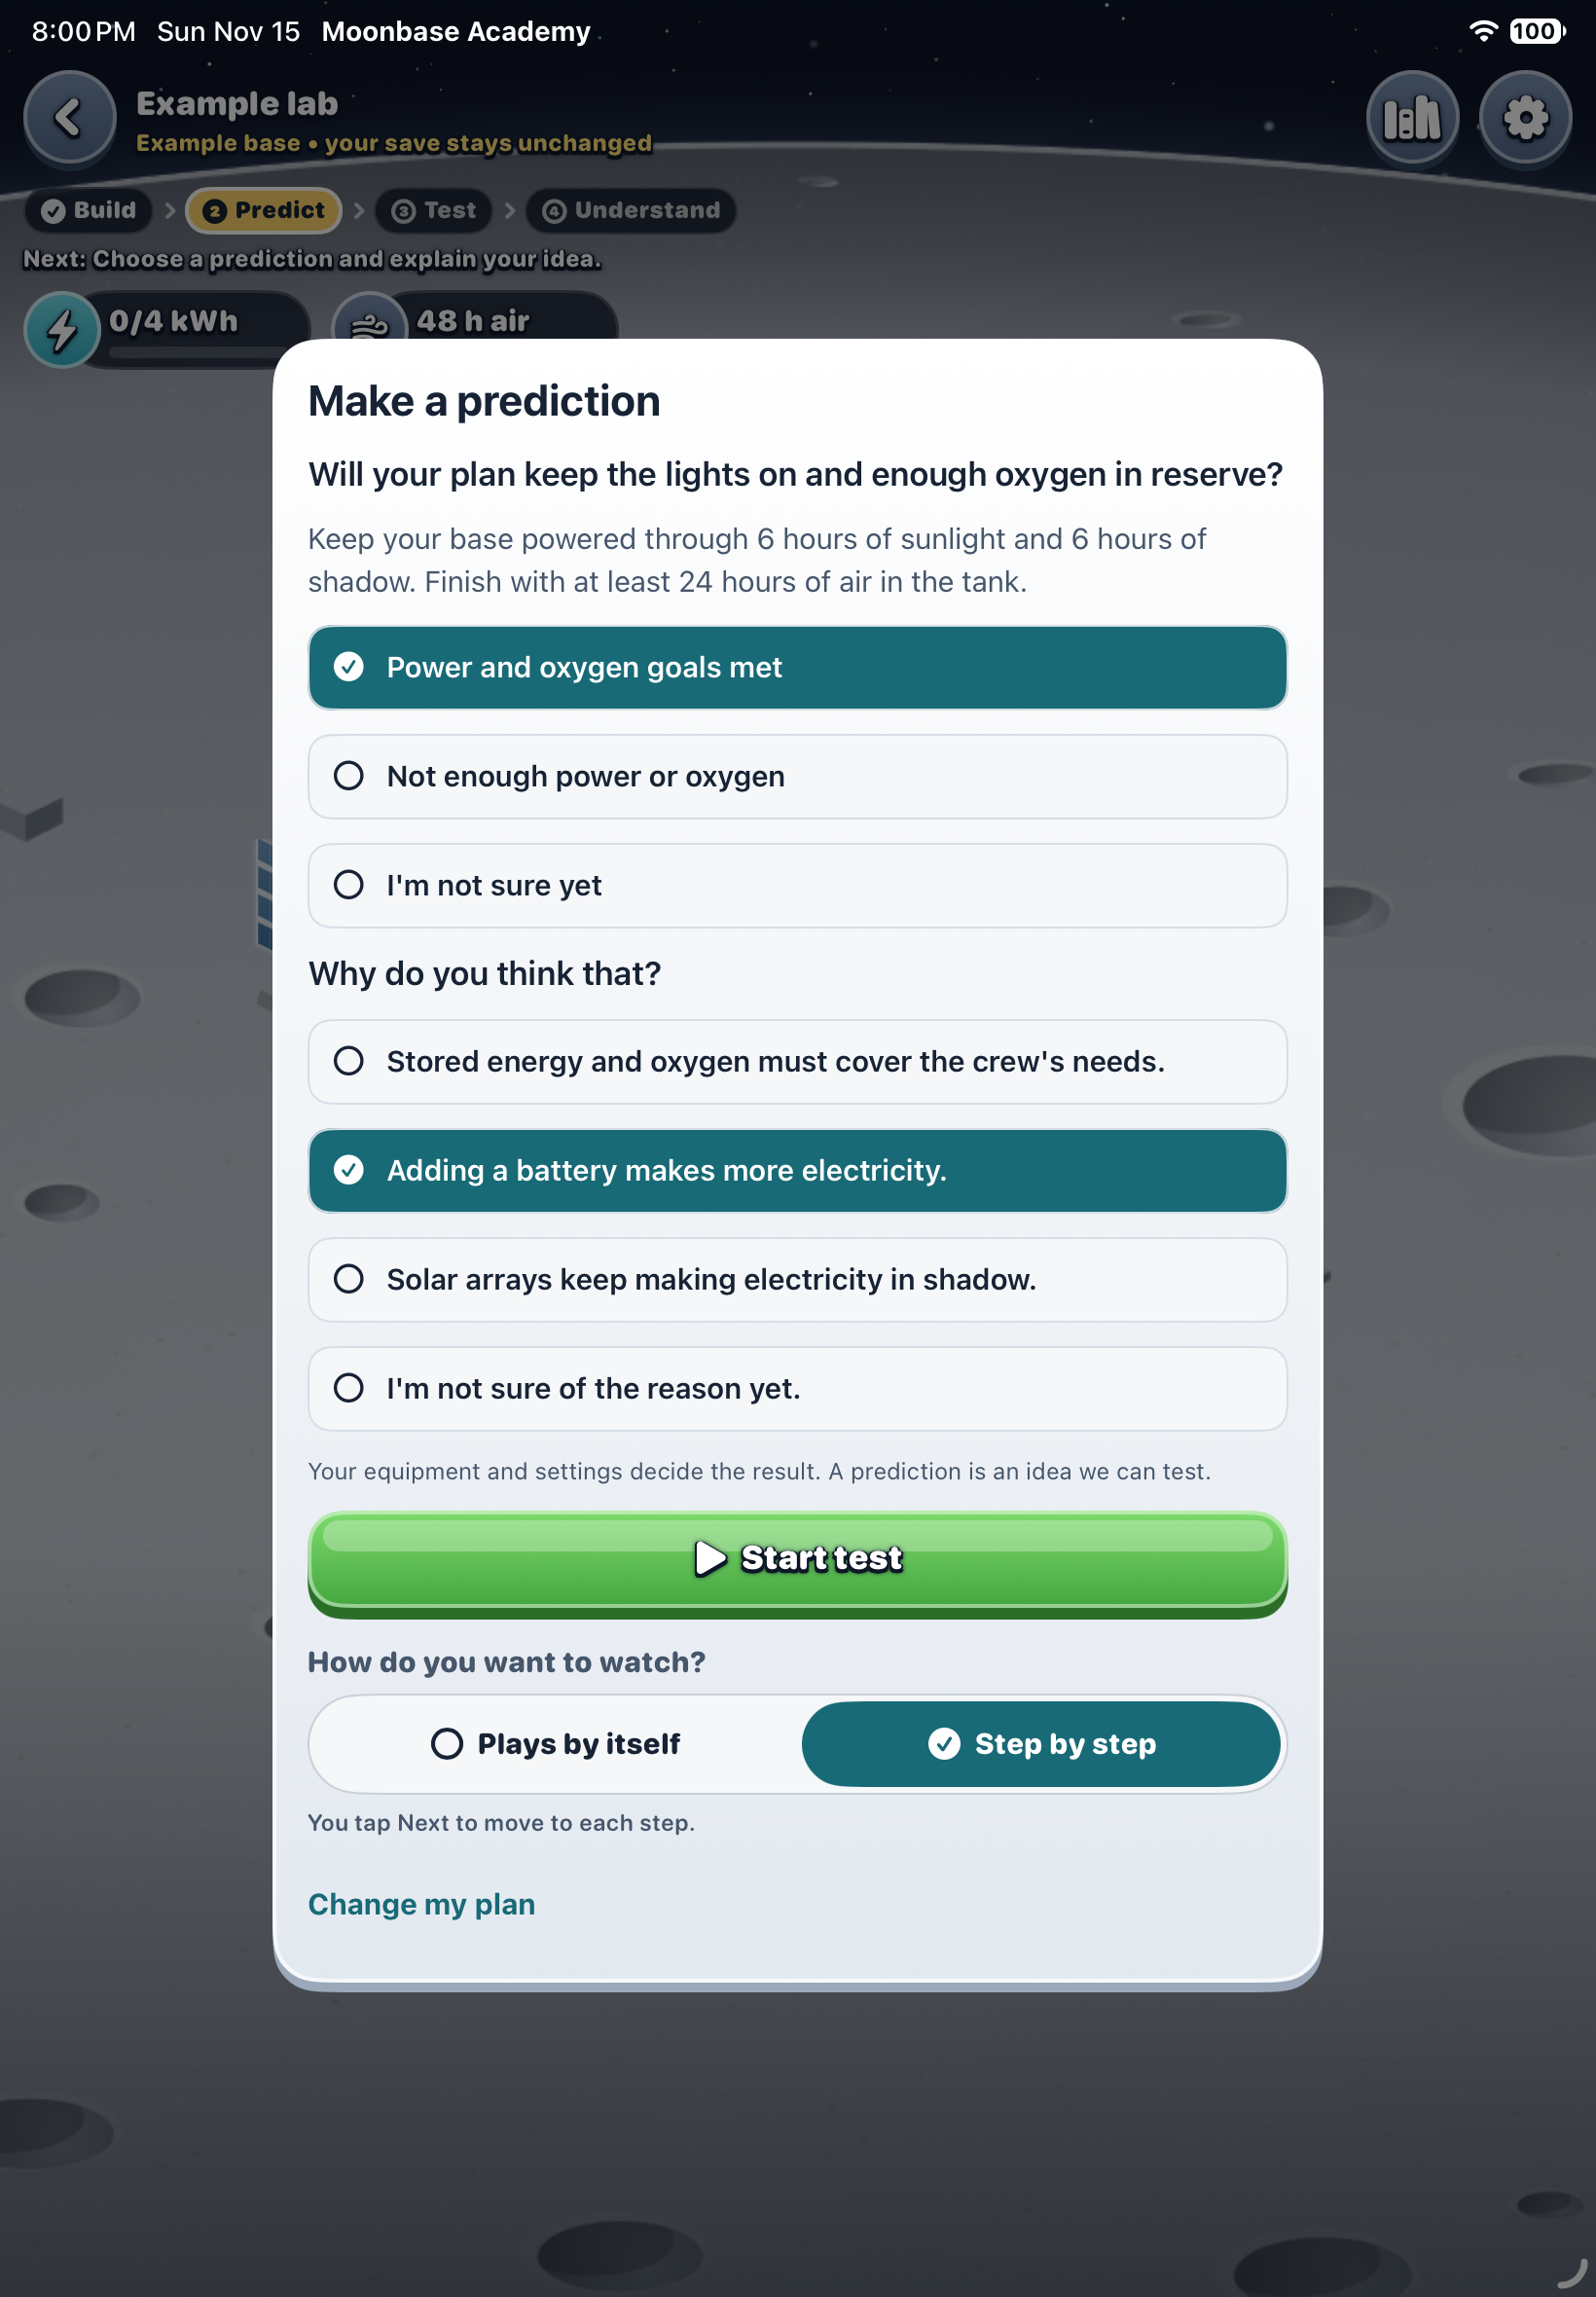 8:00 PM Sun Nov 15 Moonbase Academy
100
Example lab
Example base • your save stays unchanged
Build
2 Predict
3 Test
4 Understand
Next: Choose a prediction and explain your idea.
0/4 kWh
48 h air
Make a prediction
Will your plan keep the lights on and enough oxygen in reserve?
Keep your base powered through 6 hours of sunlight and 6 hours of
shadow. Finish with at least 24 hours of air in the tank.
Power and oxygen goals met
Not enough power or oxygen
I'm not sure yet
Why do you think that?
Stored energy and oxygen must cover the crew's needs.
Adding a battery makes more electricity.
Solar arrays keep making electricity in shadow.
I'm not sure of the reason yet.
Your equipment and settings decide the result. A prediction is an idea we can test.
Start test
How do you want to watch?
Plays by itself
Step by step
You tap Next to move to each step.
Change my plan